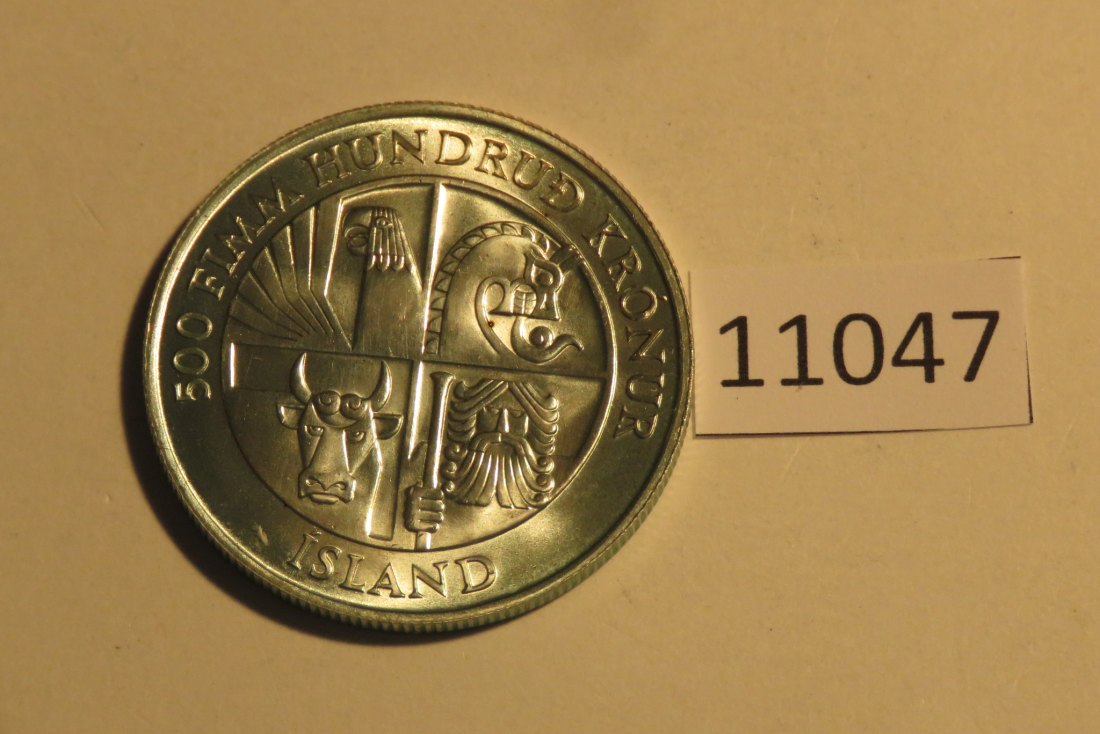 500 FIMM HUNDRUÐ KRÓNUR
ÍSLAND
11047